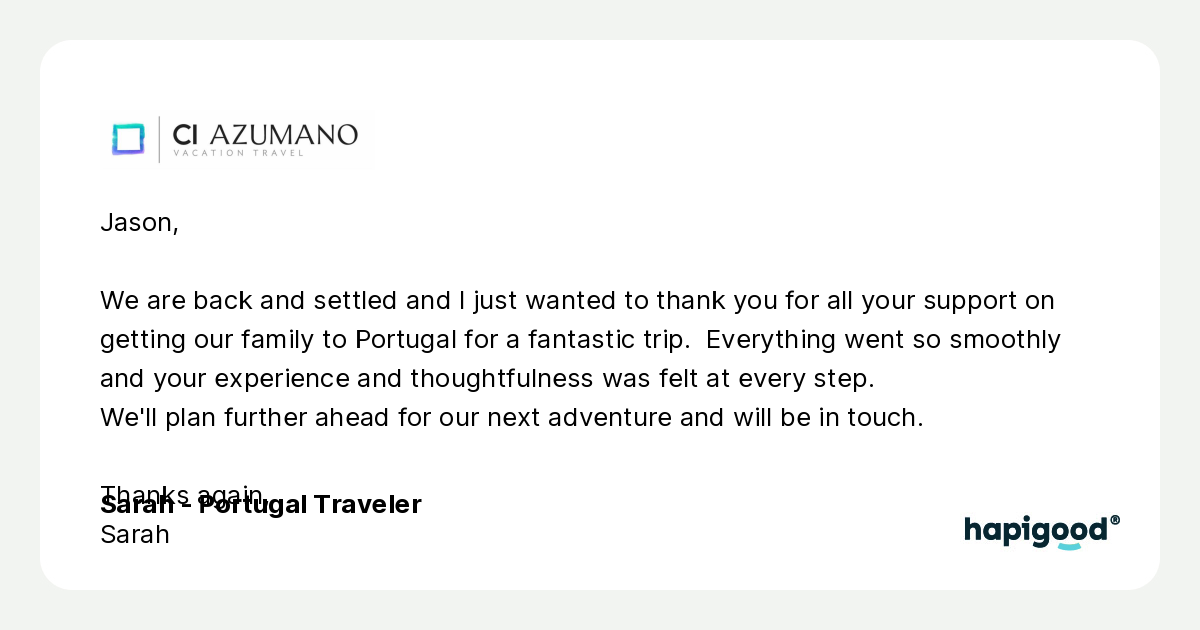 CI AZUMANO
VACATION TRAVEL
Jason,
We are back and settled and I just wanted to thank you for all your support on
getting our family to Portugal for a fantastic trip.  Everything went so smoothly
and your experience and thoughtfulness was felt at every step.
We'll plan further ahead for our next adventure and will be in touch.
Thanks again,
Sarah - Portugal Traveler
Sarah
hapigood®